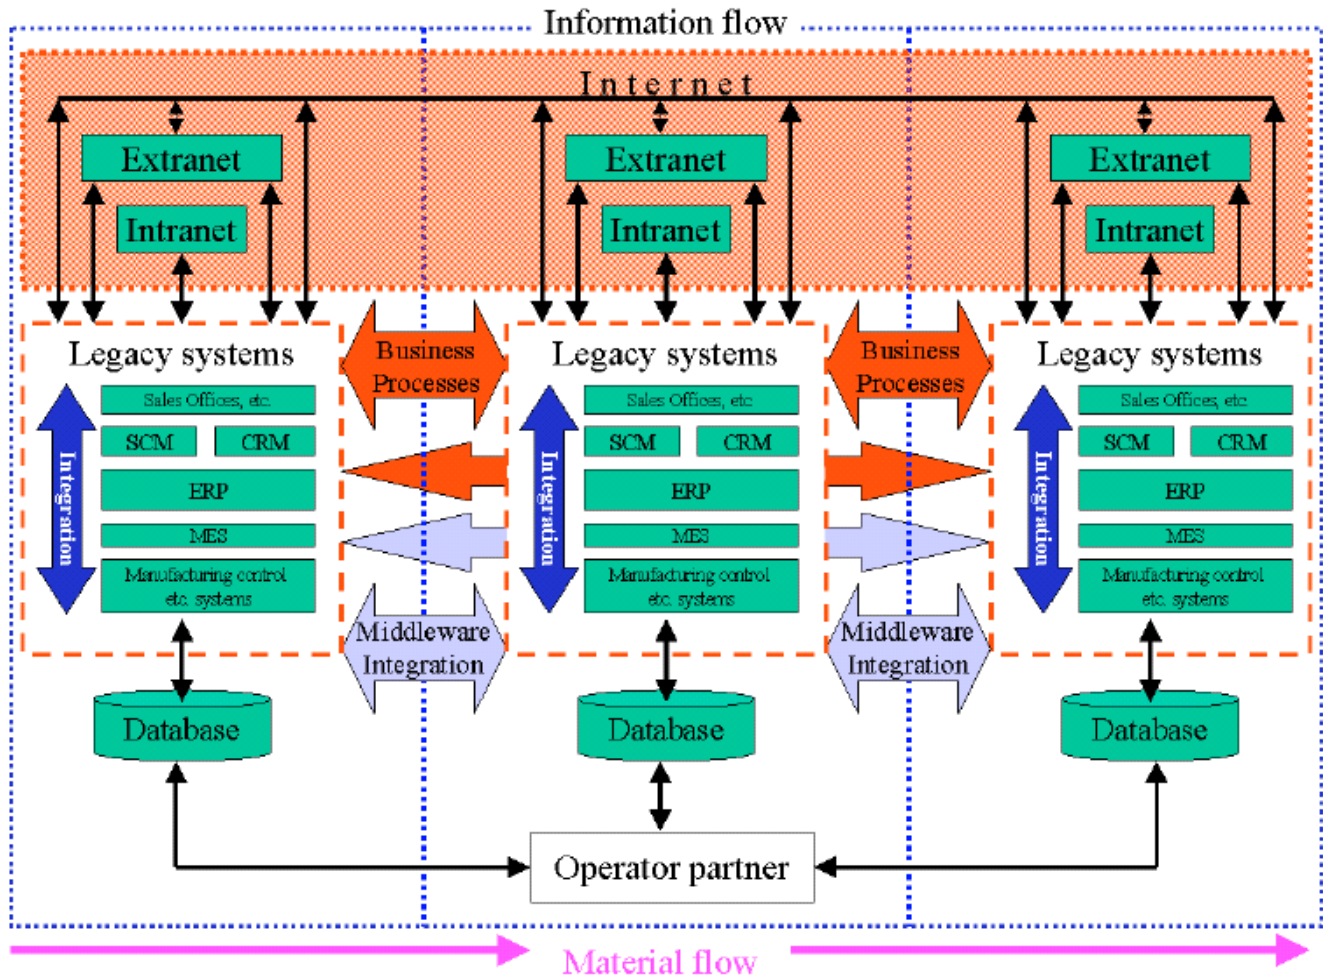 Information flow
Internet
Extranet
Extranet
Extranet
Intranet
Intranet
Intranet
Legacy systems
Sales Offices, etc.
SCM
CRM
ERP
MES
Manufacturing control
etc. systems
Integration
Business
Processes
Middleware
Integration
Legacy systems
Sales Offices, etc
SCM
CRM
ERP
MES
Manufacturing control
etc. systems
Integration
Business
Processes
Middleware
Integration
Legacy systems
Sales Offices, etc
SCM
CRM
ERP
MES
Manufacturing control
etc. systems
Integration
Database
Database
Database
Operator partner
Material flow